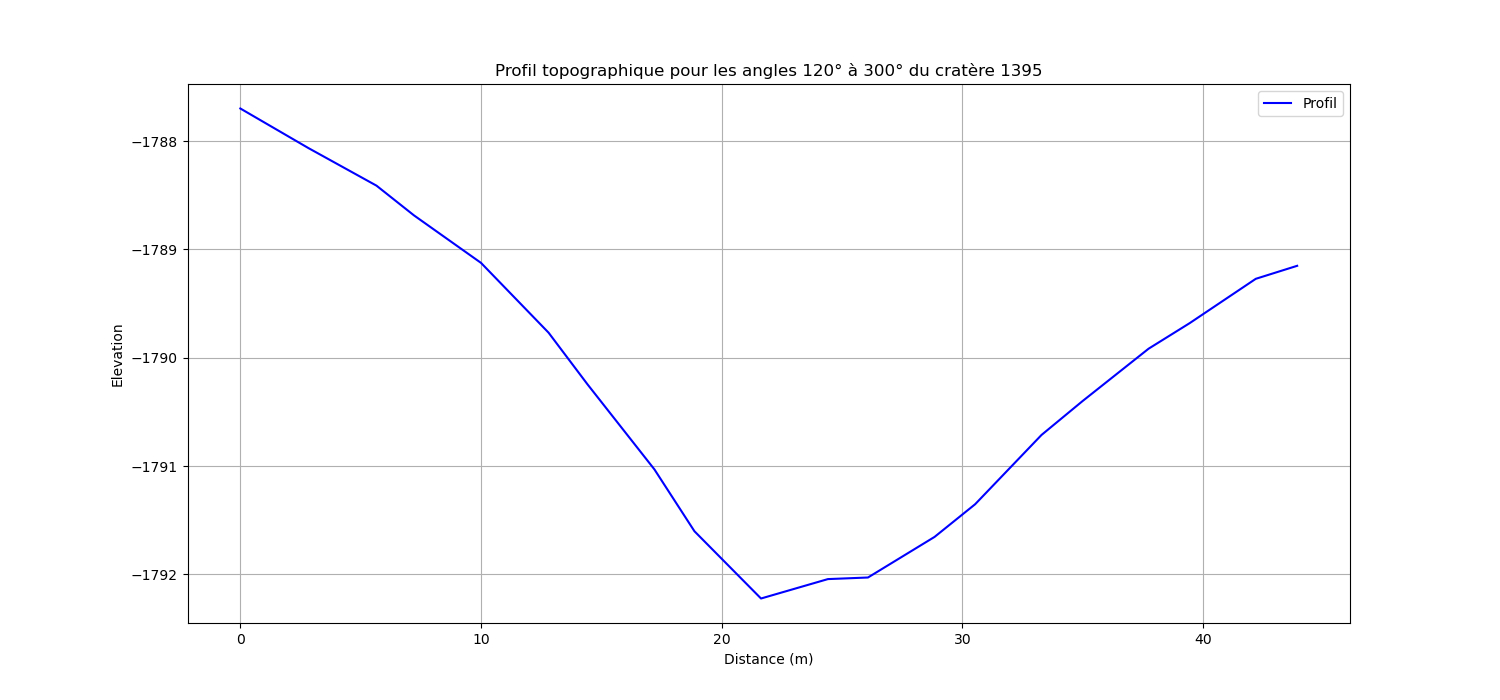 Profil topographique pour les angles 120° à 300° du cratère 1395
Profil
−1788
−1789
−1790
−1791
−1792
Elevation
0 10 20 30 40
Distance (m)